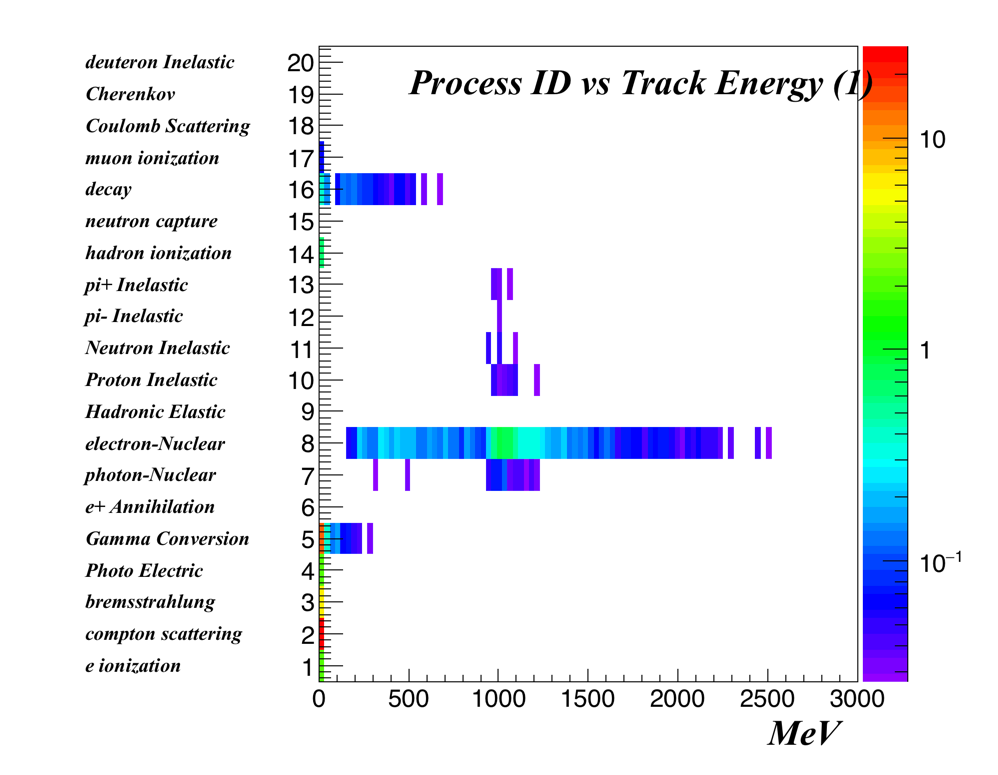 Process ID vs Track Energy (1)
deuteron Inelastic 20
Cherenkov 19
Coulomb Scattering 18
muon ionization 17
decay 16
neutron capture 15
hadron ionization 14
pi+ Inelastic 13
pi- Inelastic 12
Neutron Inelastic 11
Proton Inelastic 10
Hadronic Elastic 9
electron-Nuclear 8
photon-Nuclear 7
e+ Annihilation 6
Gamma Conversion 5
Photo Electric 4
bremsstrahlung 3
compton scattering 2
e ionization 1
0 500 1000 1500 2000 2500 3000
MeV
10
1
10⁻¹